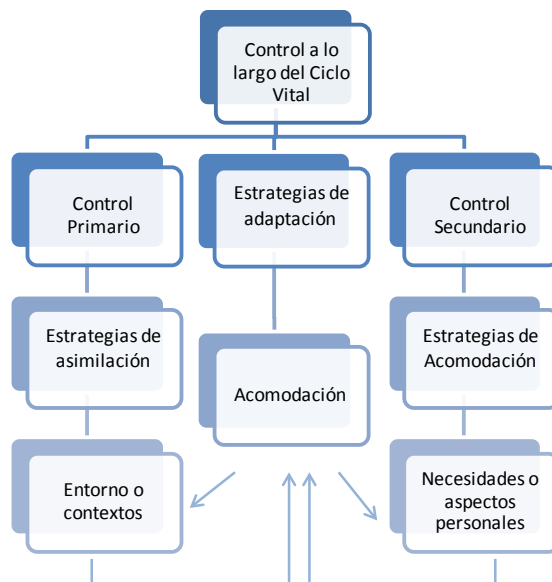 Control a lo
largo del Ciclo
Vital
Control
Primario
Estrategias de
adaptación
Control
Secundario
Estrategias de
asimilación
Acomodación
Estrategias de
Acomodación
Entorno o
contextos
Necesidades o
aspectos
personales